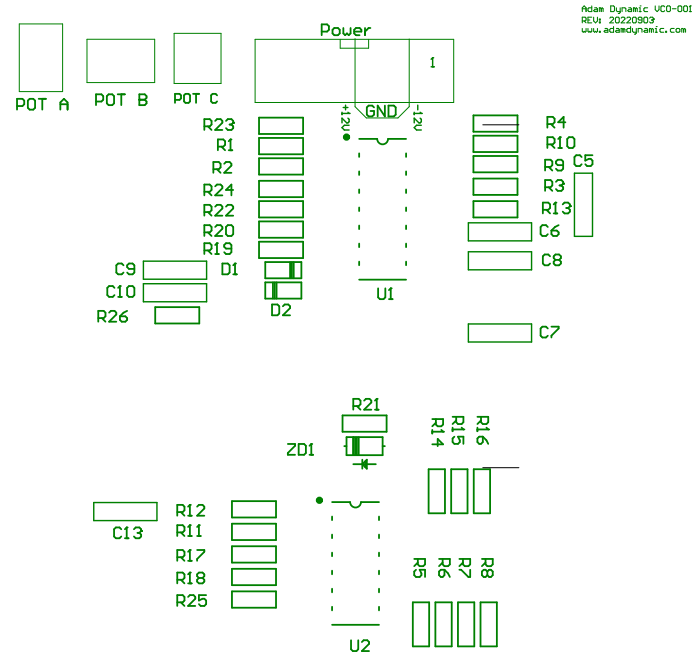 Adam Dynamic VCO-001
REV: 20220903
www.adamdynamic.com
Power
1
POT A
POT B
POT C
+12V
GND
-12V
R23
R1
R2
R24
R22
R20
R19
R4
R10
R9
R3
R13
C5
C6
C8
C7
C9
C10
R26
D1
D2
U1
R21
ZD1
R14
R15
R16
C13
R12
R11
R17
R18
R25
R5
R6
R7
R8
U2